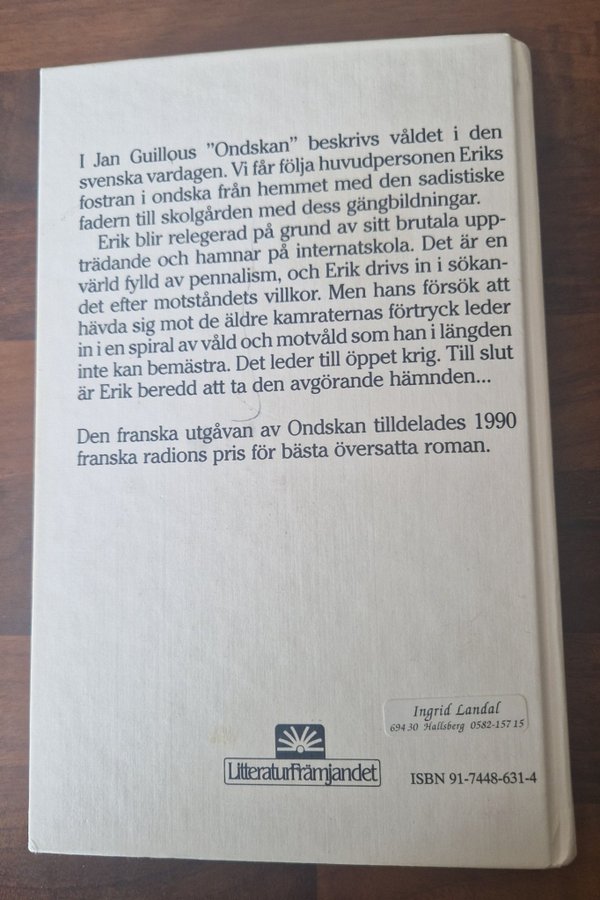 I Jan Guillous "Ondskan" beskrivs våldet i den
svenska vardagen. Vi får följa huvudpersonen Eriks
fostran i ondska från hemmet med den sadistiske
fadern till skolgården med dess gängbildningar.
Erik blir relegerad på grund av sitt brutala upp-
trädande och hamnar på internatskola. Det är en
värld fylld av pennalism, och Erik drivs in i sökan-
det efter motståndets villkor. Men hans försök att
hävda sig mot de äldre kamraternas förtryck leder
in i en spiral av våld och motvåld som han i längden
inte kan bemästra. Det leder till öppet krig. Till slut
är Erik beredd att ta den avgörande hämnden...
Den franska utgåvan av Ondskan tilldelades 1990
franska radions pris för bästa översatta roman.
Ingrid Landal
694 30 Hallsberg 0582-157 15
LitteraturFrämjandet
ISBN 91-7448-631-4